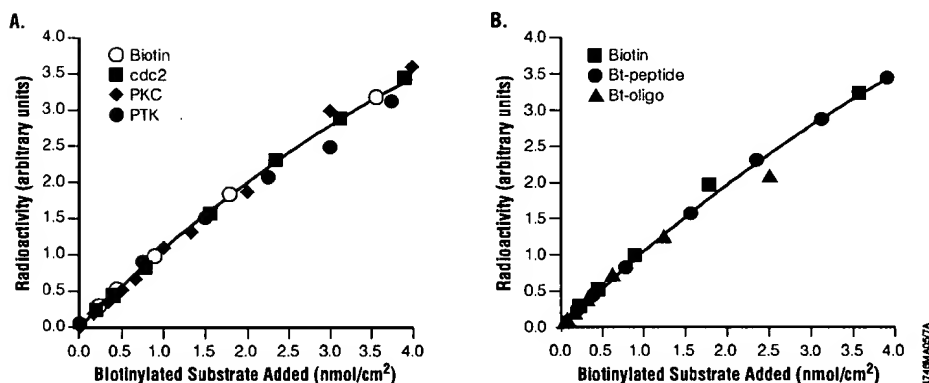 A.
Radioactivity (arbitrary units)
4.0
3.5
3.0
2.5
2.0
1.5
1.0
0.5
0.0
Biotin
cdc2
PKC
PTK
0.0 0.5 1.0 1.5 2.0 2.5 3.0 3.5 4.0
Biotinylated Substrate Added (nmol/cm²)
B.
Radioactivity (arbitrary units)
4.0
3.5
3.0
2.5
2.0
1.5
1.0
0.5
0.0
Biotin
Bt-peptide
Bt-oligo
0.0 0.5 1.0 1.5 2.0 2.5 3.0 3.5 4.0
Biotinylated Substrate Added (nmol/cm²)